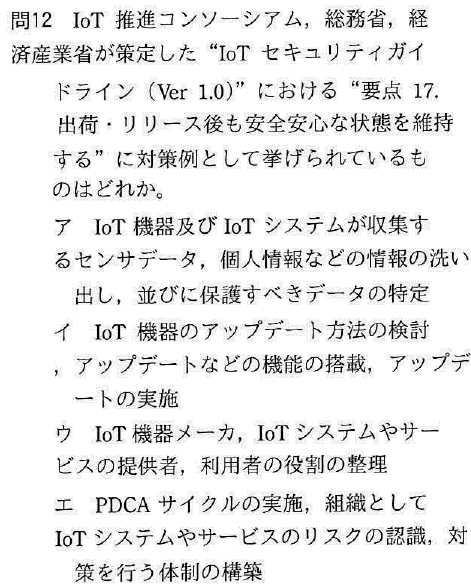 問12 IoT 推進コンソーシアム，総務省，経
済産業省が策定した“IoT セキュリティガイ
ドライン（Ver 1.0）”における“要点 17.
出荷・リリース後も安全安心な状態を維持
する”に対策例として挙げられているも
のはどれか。
ア IoT 機器及び IoT システムが収集す
るセンサデータ，個人情報などの情報の洗い
出し，並びに保護すべきデータの特定
イ IoT 機器のアップデート方法の検討
，アップデートなどの機能の搭載，アップデ
ートの実施
ウ IoT 機器メーカ，IoT システムやサー
ビスの提供者，利用者の役割の整理
エ PDCA サイクルの実施，組織として
IoT システムやサービスのリスクの認識，対
策を行う体制の構築